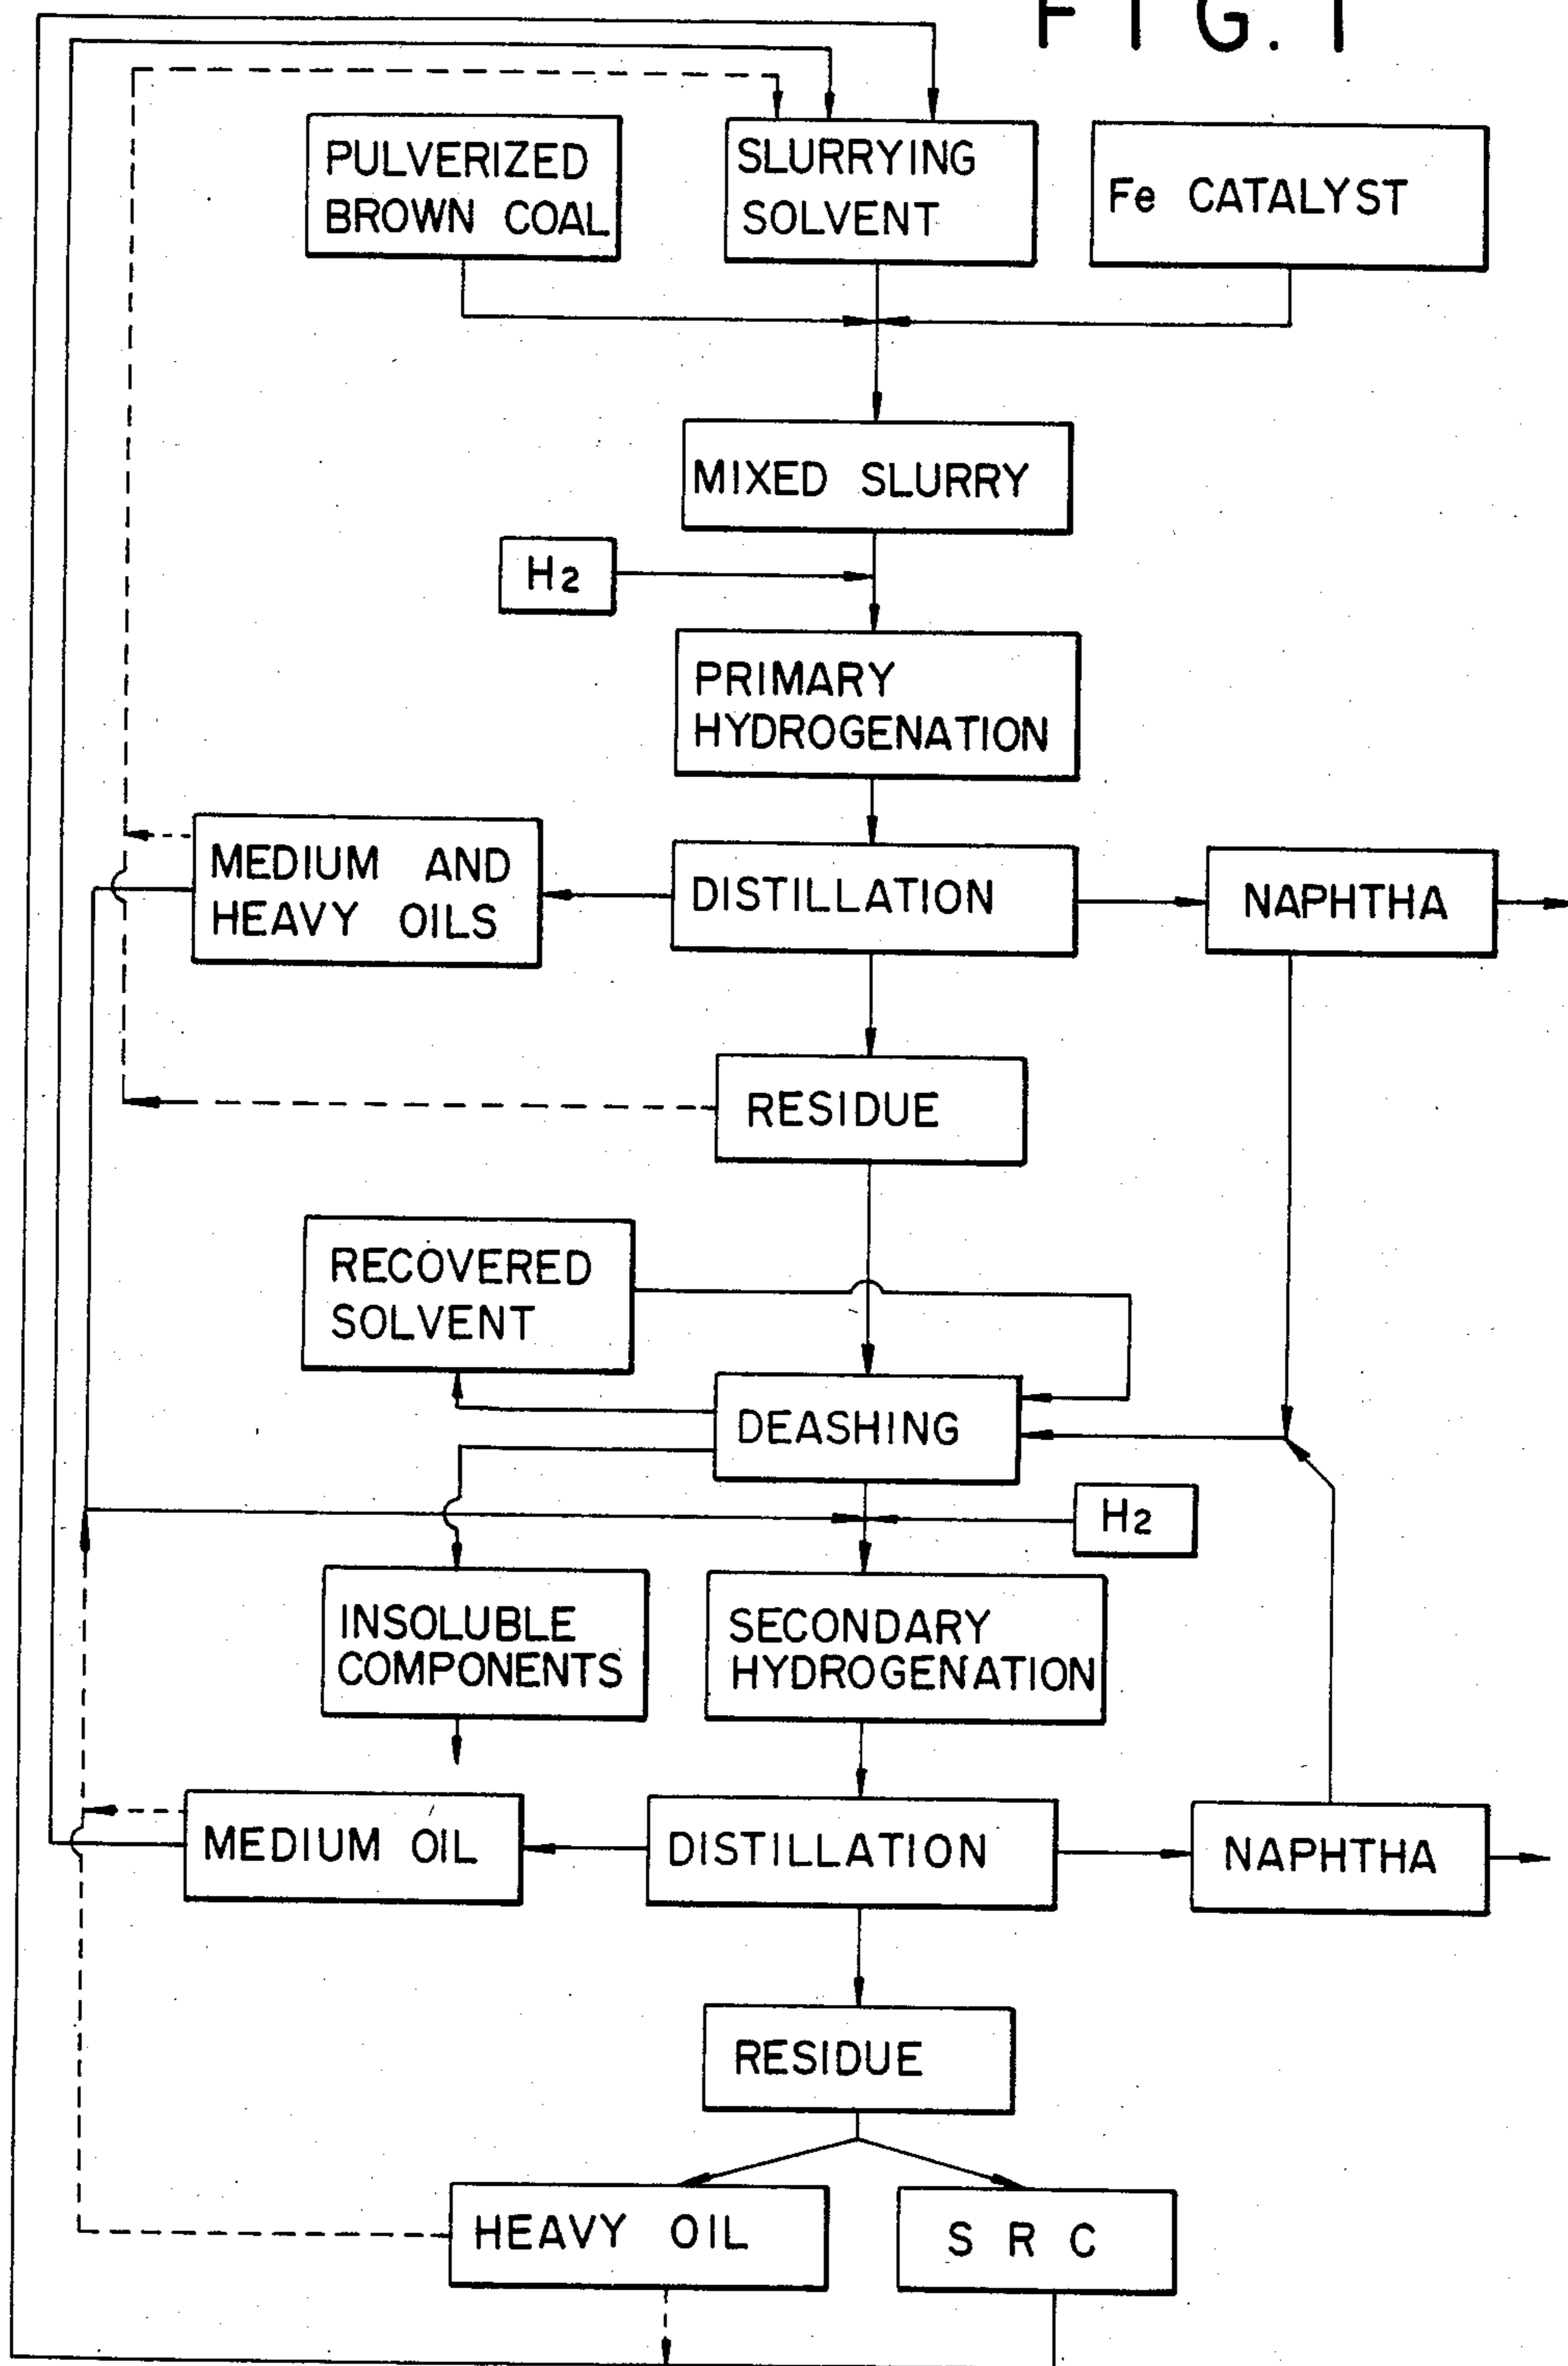 FIG. 1
PULVERIZED
BROWN COAL
SLURRYING
SOLVENT
Fe CATALYST
MIXED SLURRY
H2
PRIMARY
HYDROGENATION
MEDIUM AND
HEAVY OILS
DISTILLATION
NAPHTHA
RESIDUE
RECOVERED
SOLVENT
DEASHING
H2
INSOLUBLE
COMPONENTS
SECONDARY
HYDROGENATION
MEDIUM OIL
DISTILLATION
NAPHTHA
RESIDUE
HEAVY OIL
S R C